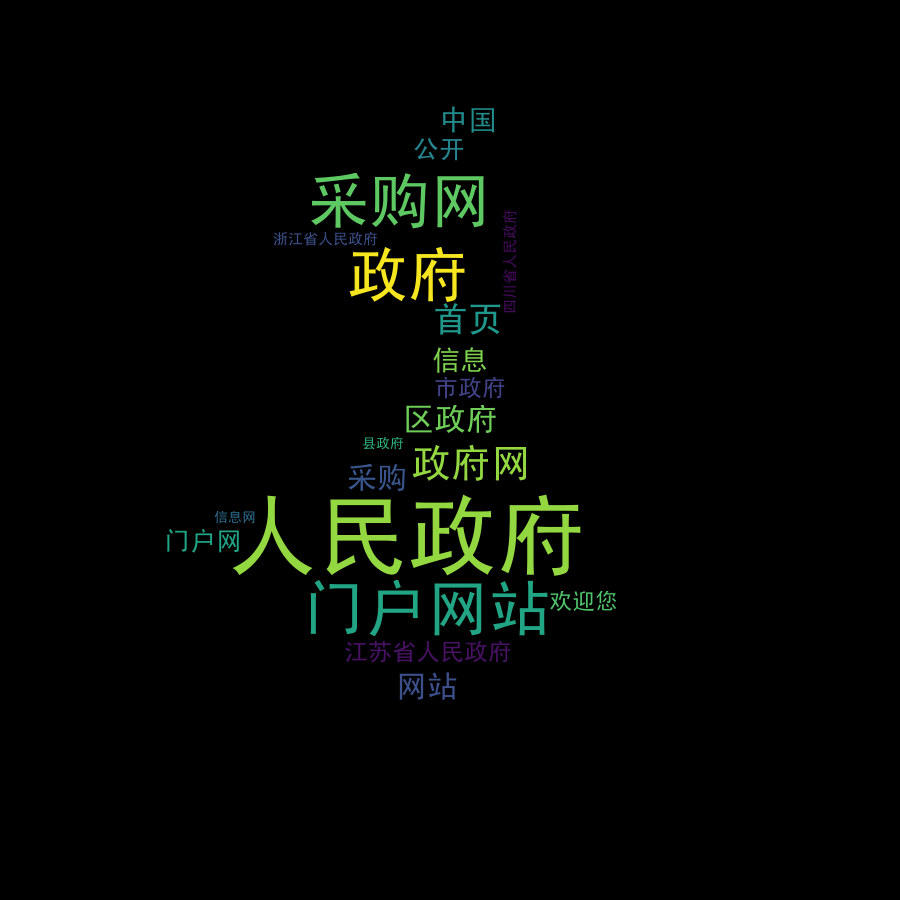 中国
公开
采购网
浙江省人民政府
四川省人民政府
政府
首页
信息
市政府
区政府
县政府
政府网
采购
人民政府
信息网
门户网
门户网站
欢迎您
江苏省人民政府
网站